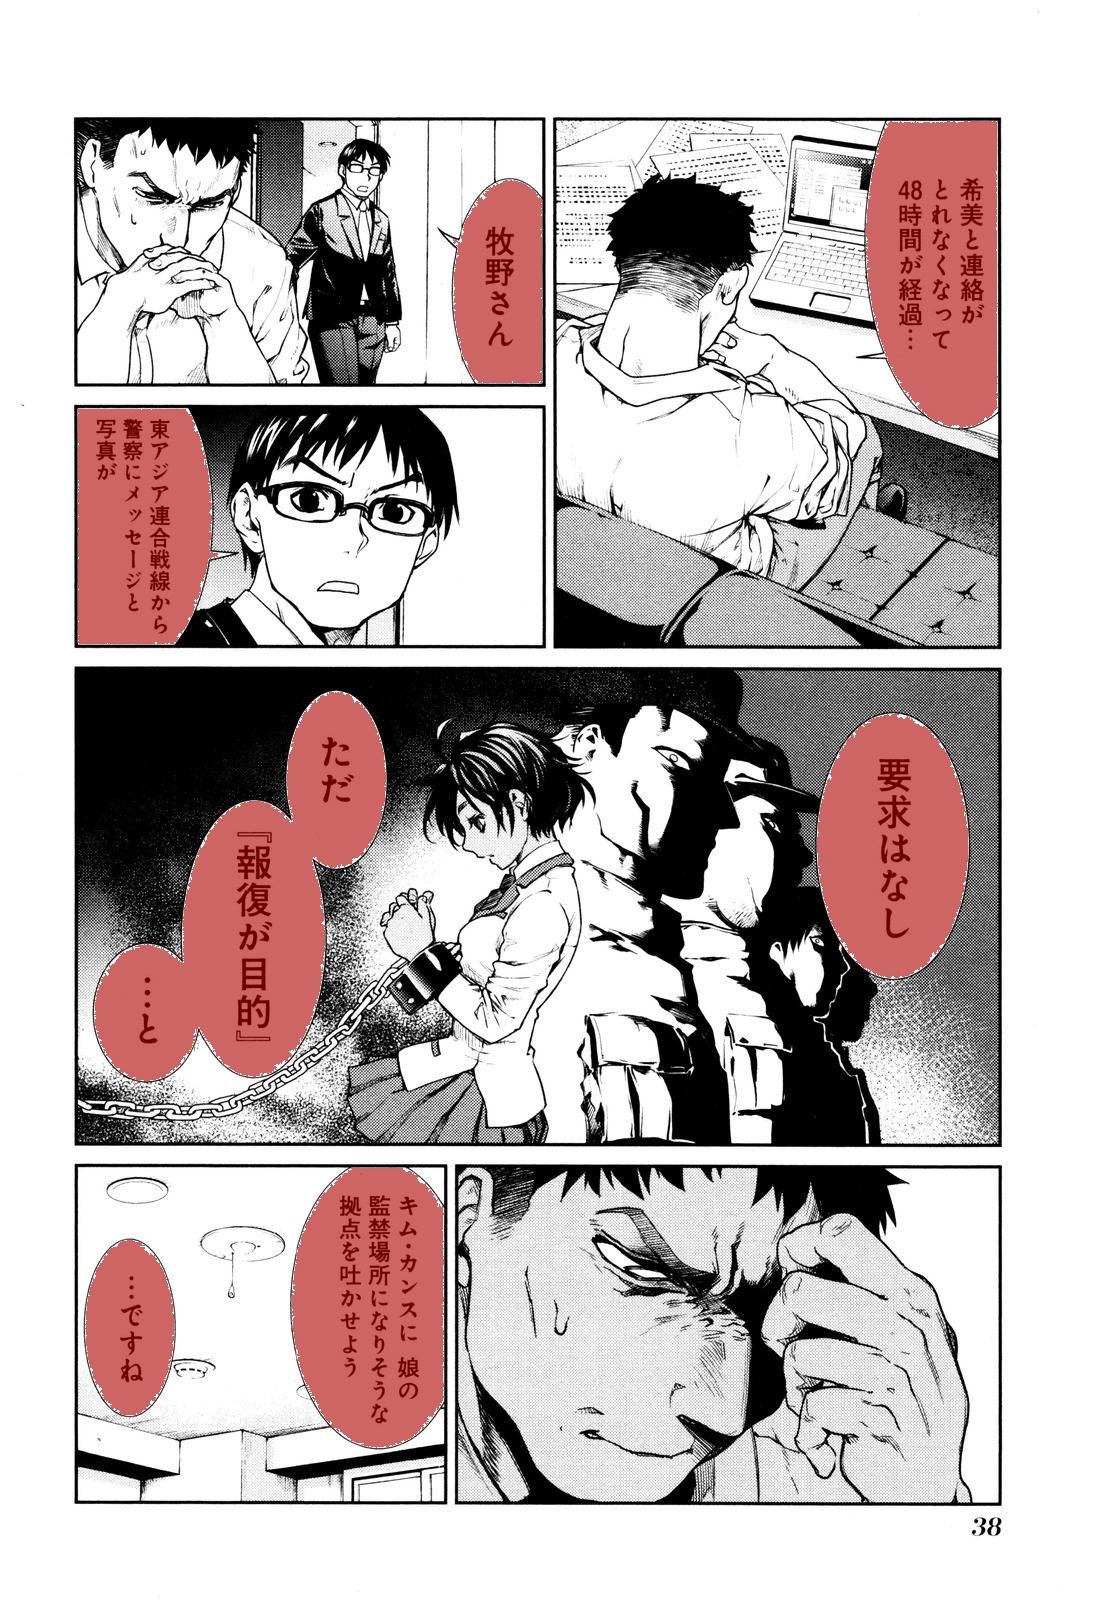 希美と連絡が
とれなくなって
48時間が経過…
牧野さん
東アジア連合戦線から
警察にメッセージと
写真が
要求はなし
ただ
『報復が目的』
…と
キム・カンスに 娘の
監禁場所になりそうな
拠点を吐かせよう
…ですね
38